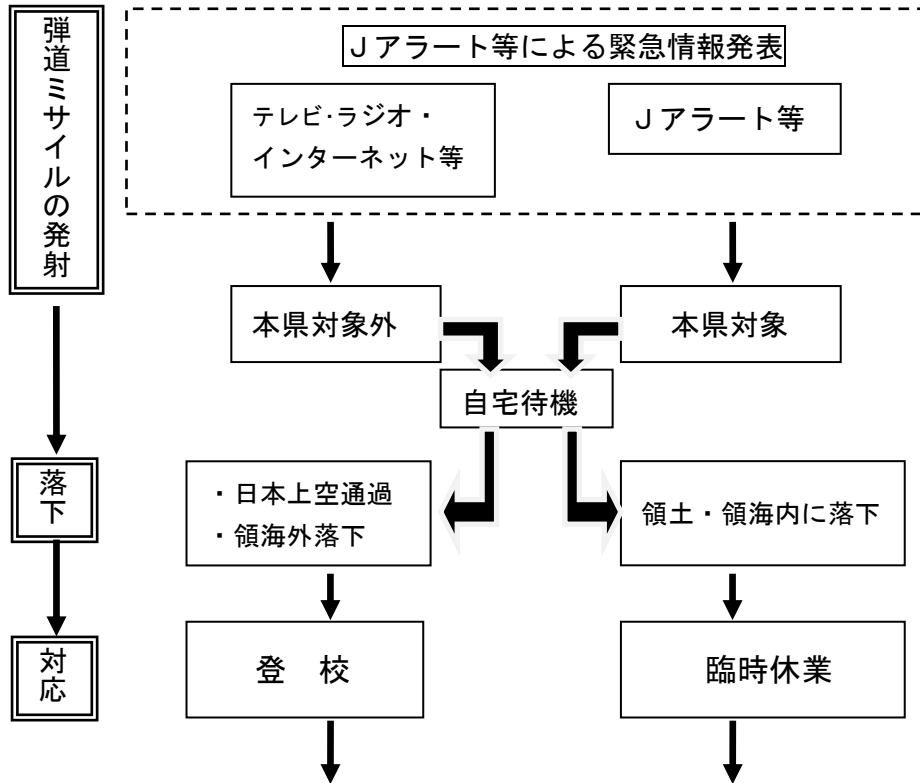 弾道ミサイルの発射
Jアラート等による緊急情報発表
テレビ・ラジオ・
インターネット等
Jアラート等
本県対象外
本県対象
自宅待機
落下
・日本上空通過
・領海外落下
領土・領海内に落下
対応
登　校
臨時休業